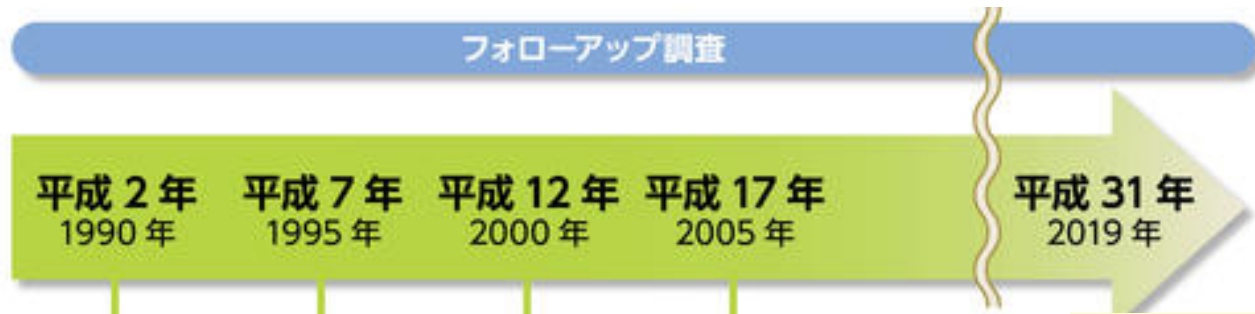 フォローアップ調査
平成 2 年 平成 7 年 平成 12 年 平成 17 年 平成 31 年
1990 年 1995 年 2000 年 2005 年 2019 年